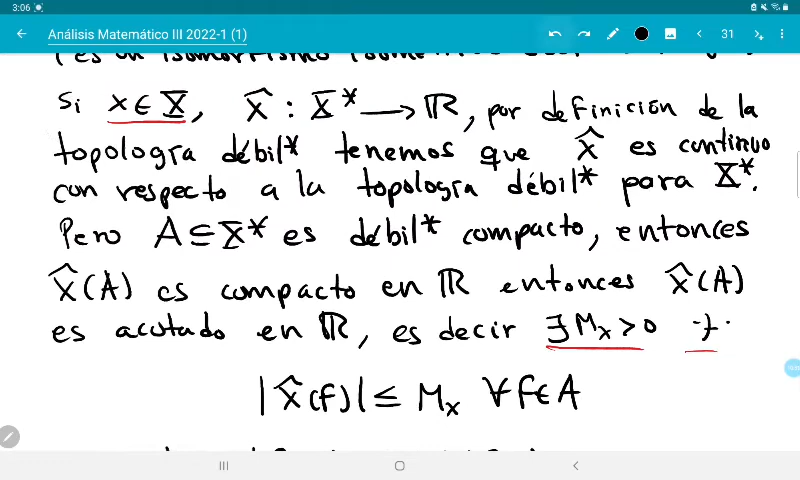 3:06
Análisis Matemático III 2022-1 (1)
31
Si x ∈ X, x̂ : X* ⟶ ℝ, por definición de la
topología débil* tenemos que x̂ es continuo
con respecto a la topología débil* para X*.
Pero A ⊆ X* es débil* compacto, entonces
x̂(A) es compacto en ℝ entonces x̂(A)
es acotado en ℝ, es decir ∃ Mx > 0 ·}·
|x̂(f)| ≤ Mx ∀ f ∈ A